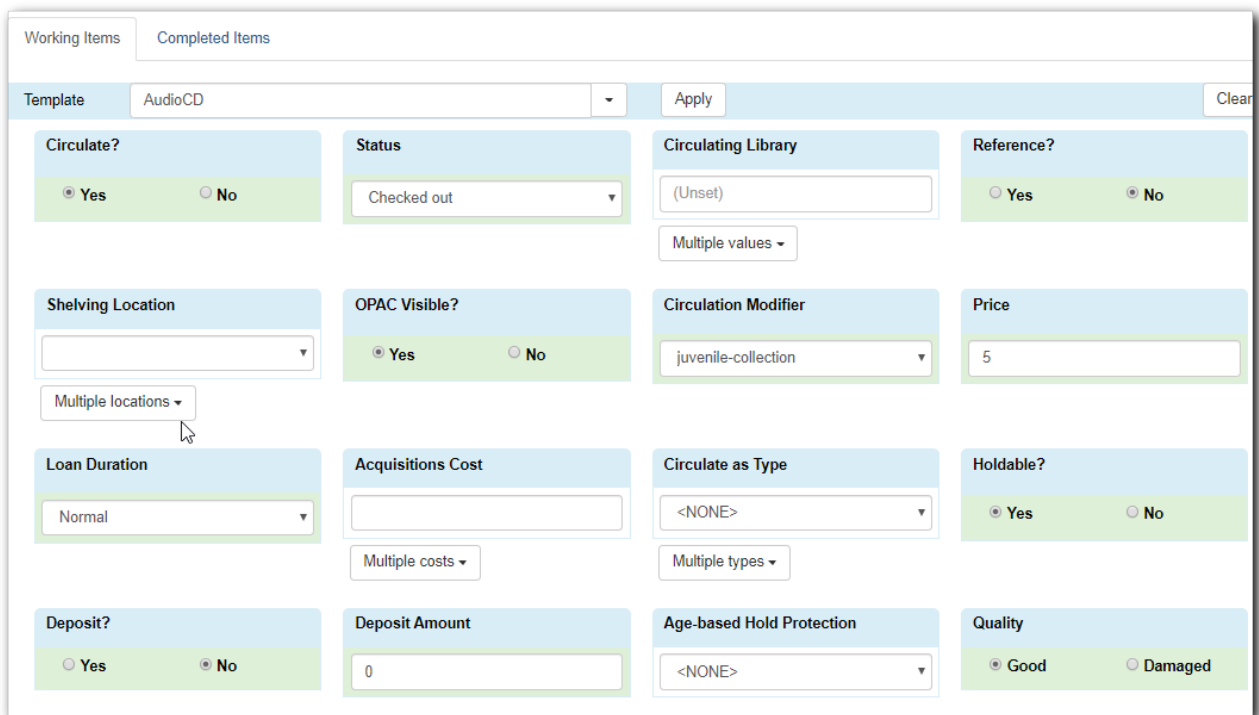 Working Items Completed Items
Template AudioCD Apply Clear
Circulate? Status Circulating Library Reference?
Yes No Checked out (Unset) Yes No
Multiple values
Shelving Location OPAC Visible? Circulation Modifier Price
Yes No juvenile-collection 5
Multiple locations
Loan Duration Acquisitions Cost Circulate as Type Holdable?
Normal <NONE> Yes No
Multiple costs Multiple types
Deposit? Deposit Amount Age-based Hold Protection Quality
Yes No 0 <NONE> Good Damaged